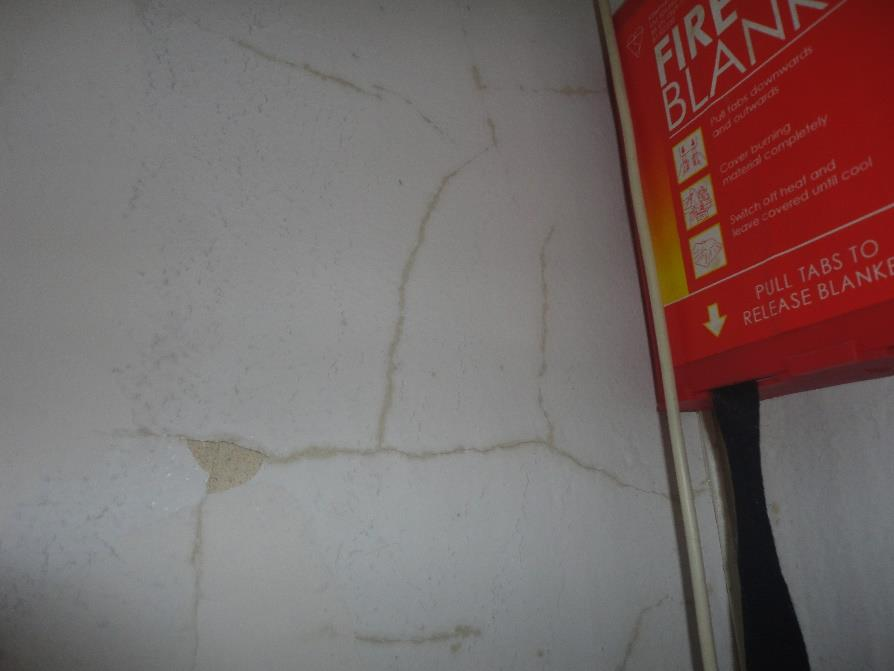 FIRE
BLANK
Pull tabs downwards
and outwards
Cover burning
material completely
Switch off heat and
leave covered until cool
PULL TABS TO
RELEASE BLANKE